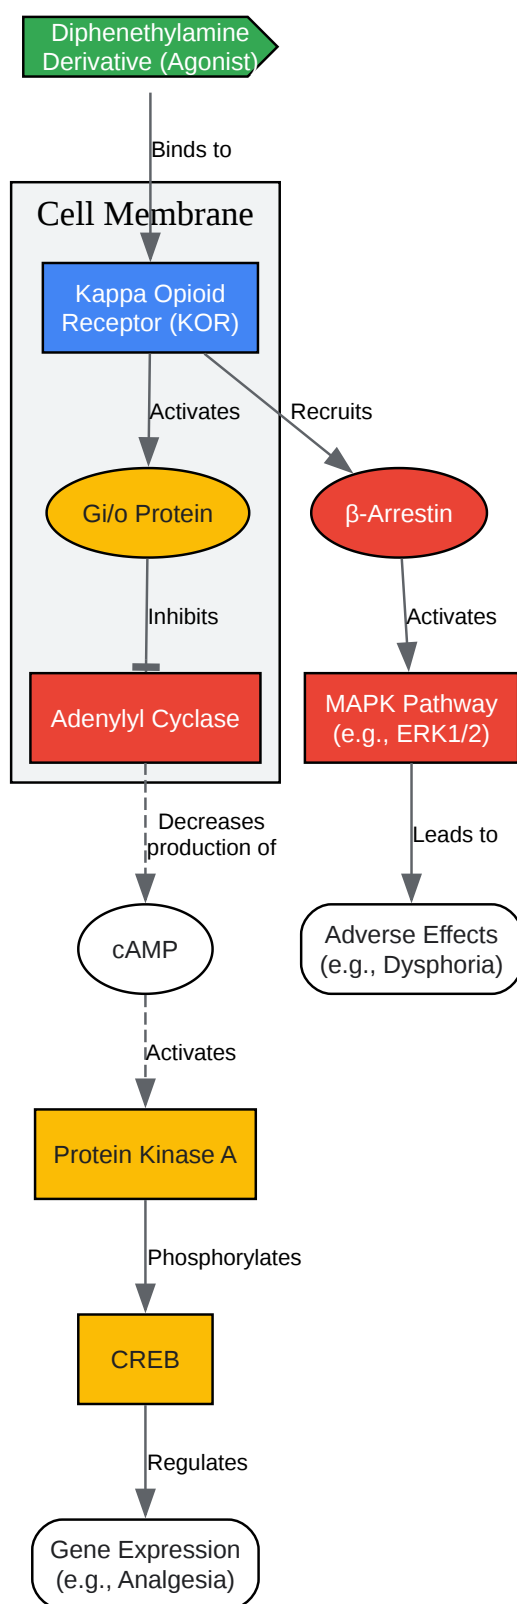 Diphenethylamine
Derivative (Agonist)
Binds to
Cell Membrane
Kappa Opioid
Receptor (KOR)
Activates
Recruits
Gi/o Protein
β-Arrestin
Inhibits
Activates
Adenylyl Cyclase
MAPK Pathway
(e.g., ERK1/2)
Decreases
production of
Leads to
cAMP
Adverse Effects
(e.g., Dysphoria)
Activates
Protein Kinase A
Phosphorylates
CREB
Regulates
Gene Expression
(e.g., Analgesia)